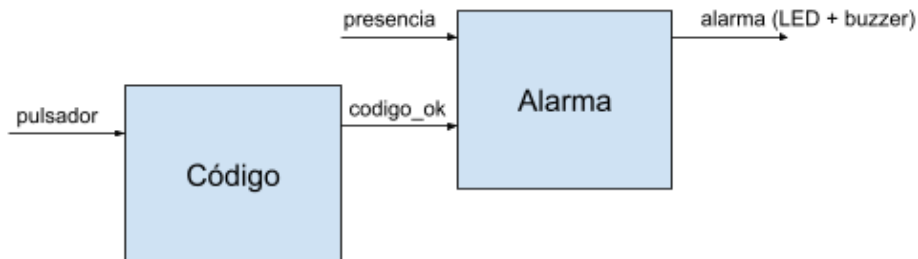 presencia
alarma (LED + buzzer)
pulsador
codigo_ok
Alarma
Código